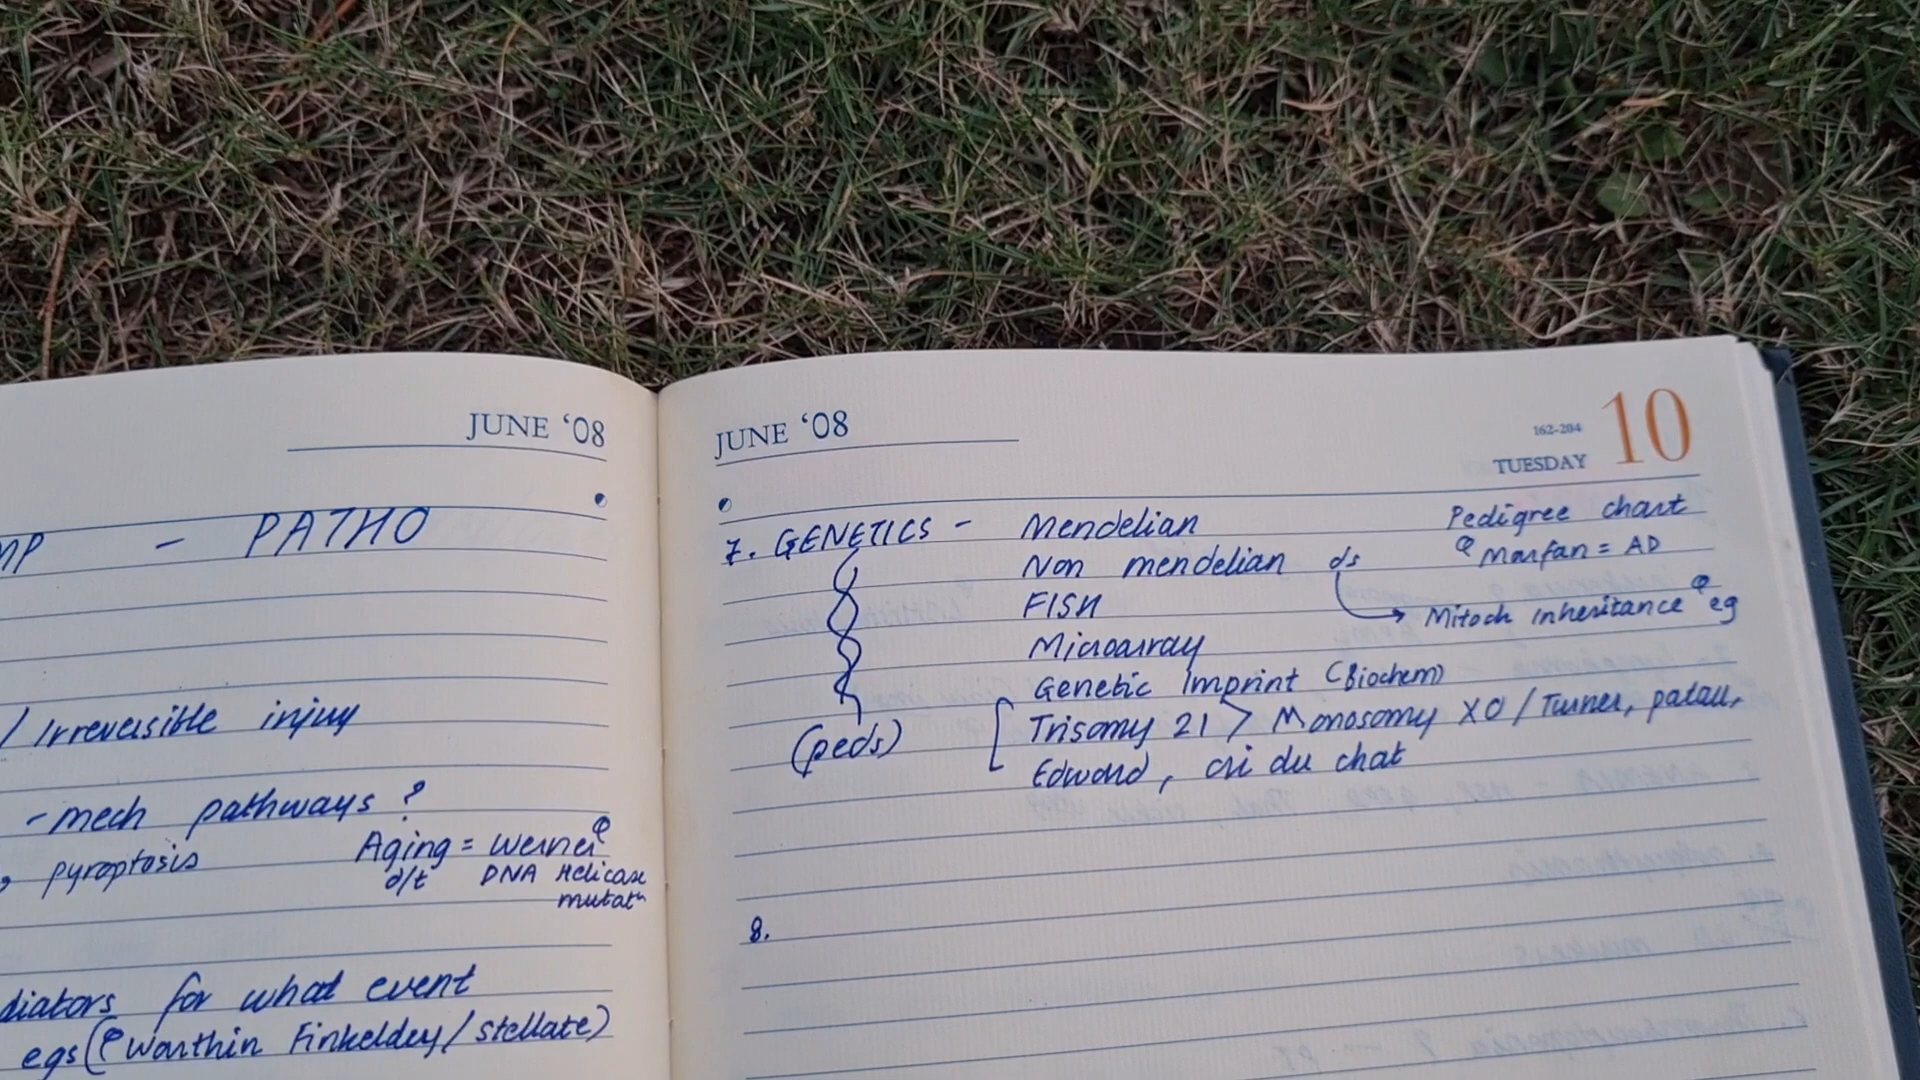 JUNE '08
- PATHO
/ Irreversible injury
- mech pathways ?
pyroptosis
Aging = Werner Q
d/t DNA Helicase
mutatn
diators for what event
egs (Q Warthin Finkeldey / stellate)
JUNE '08
162-204
TUESDAY 10
7. GENETICS - Mendelian
Pedigree chart
Non mendelian ds
Q Marfan = AD
FISH
Mitoch inheritance Q eg
Microarray
Genetic Imprint (Biochem)
(peds)
Trisomy 21 > Monosomy XO / Turner, patau,
Edward, cri du chat
8.